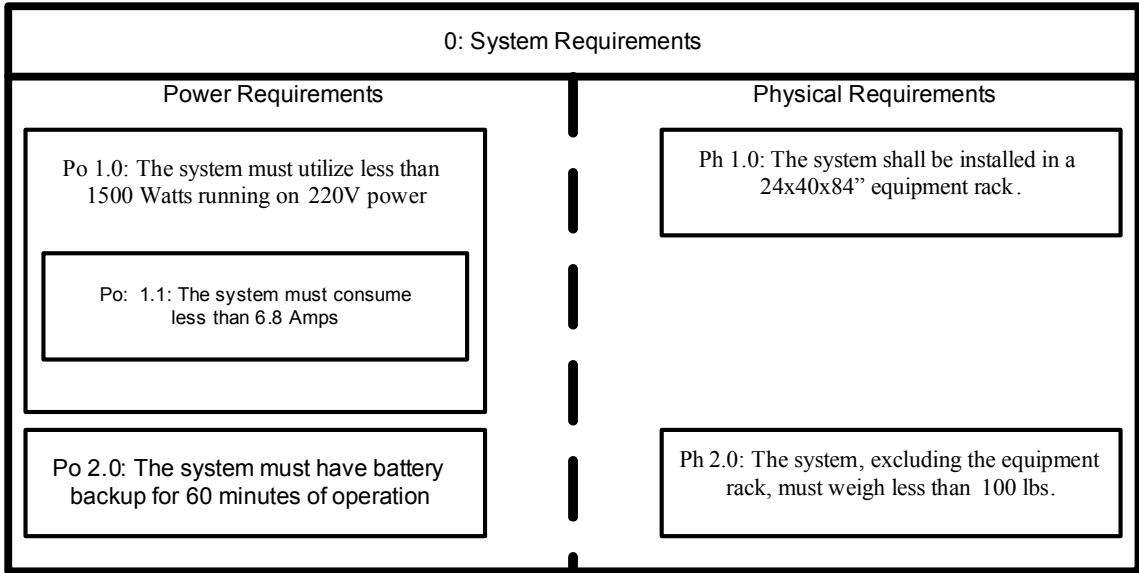 0: System Requirements
Power Requirements
Po 1.0: The system must utilize less than
1500 Watts running on 220V power
Po: 1.1: The system must consume
less than 6.8 Amps
Po 2.0: The system must have battery
backup for 60 minutes of operation
Physical Requirements
Ph 1.0: The system shall be installed in a
24x40x84” equipment rack.
Ph 2.0: The system, excluding the equipment
rack, must weigh less than 100 lbs.